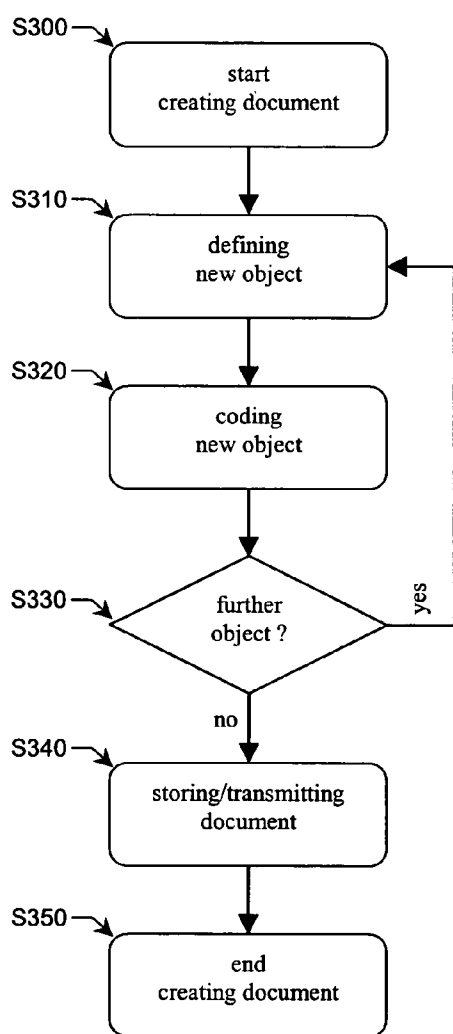 S300
start
creating document
S310
defining
new object
S320
coding
new object
S330
further
object ?
yes
no
S340
storing/transmitting
document
S350
end
creating document